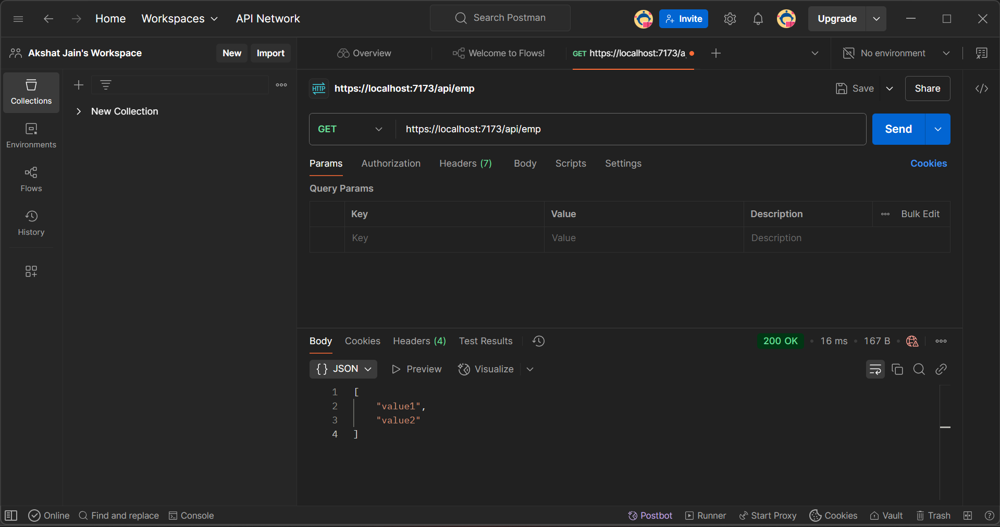 Home Workspaces API Network Search Postman Invite Upgrade
Akshat Jain's Workspace New Import Overview Welcome to Flows! GET https://localhost:7173/a No environment
Collections
Environments
Flows
History
New Collection
HTTP https://localhost:7173/api/emp Save Share
GET https://localhost:7173/api/emp Send
Params Authorization Headers (7) Body Scripts Settings Cookies
Query Params
Key Value Description Bulk Edit
Key Value Description
Body Cookies Headers (4) Test Results 200 OK • 16 ms • 167 B •
{} JSON Preview Visualize
1 [
2 "value1",
3 "value2"
4 ]
Online Find and replace Console Postbot Runner Start Proxy Cookies Vault Trash